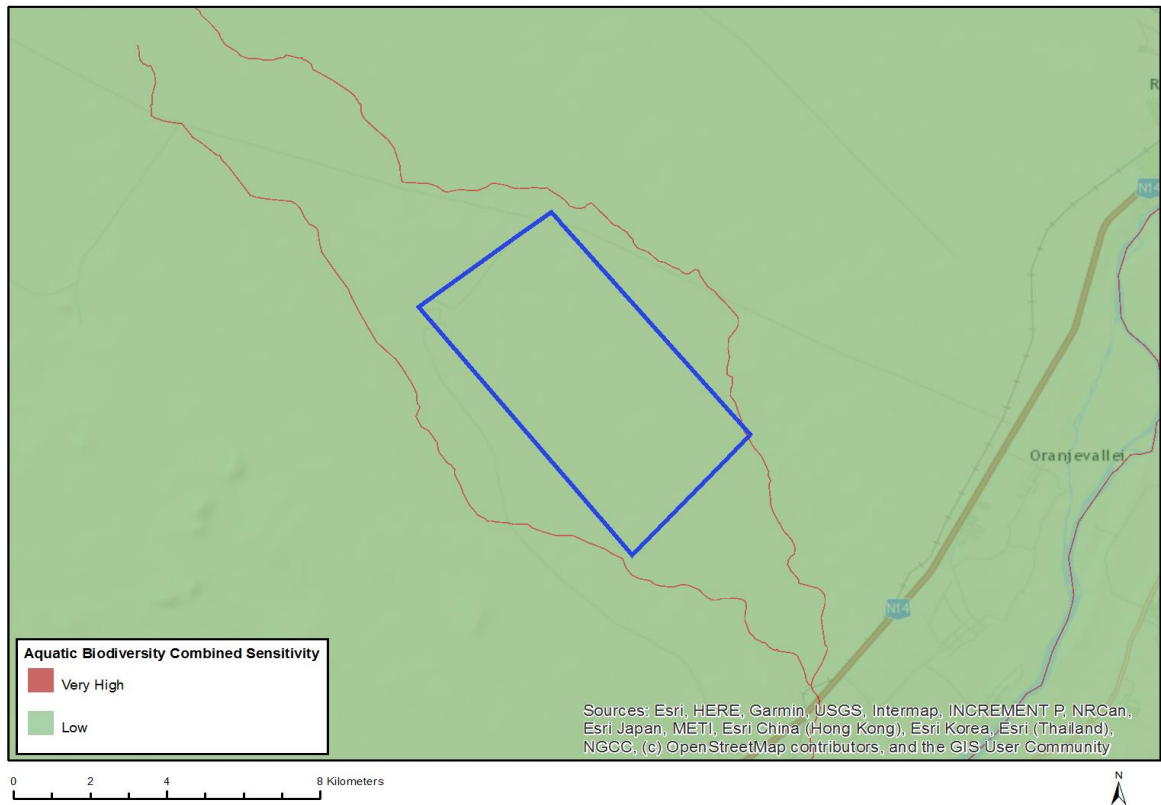 R
N14
Oranjevallei
N14
Aquatic Biodiversity Combined Sensitivity
Very High
Low
Sources: Esri, HERE, Garmin, USGS, Intermap, INCREMENT P, NRCan,
Esri Japan, METI, Esri China (Hong Kong), Esri Korea, Esri (Thailand),
NGCC, (c) OpenStreetMap contributors, and the GIS User Community
0 2 4 8 Kilometers
N